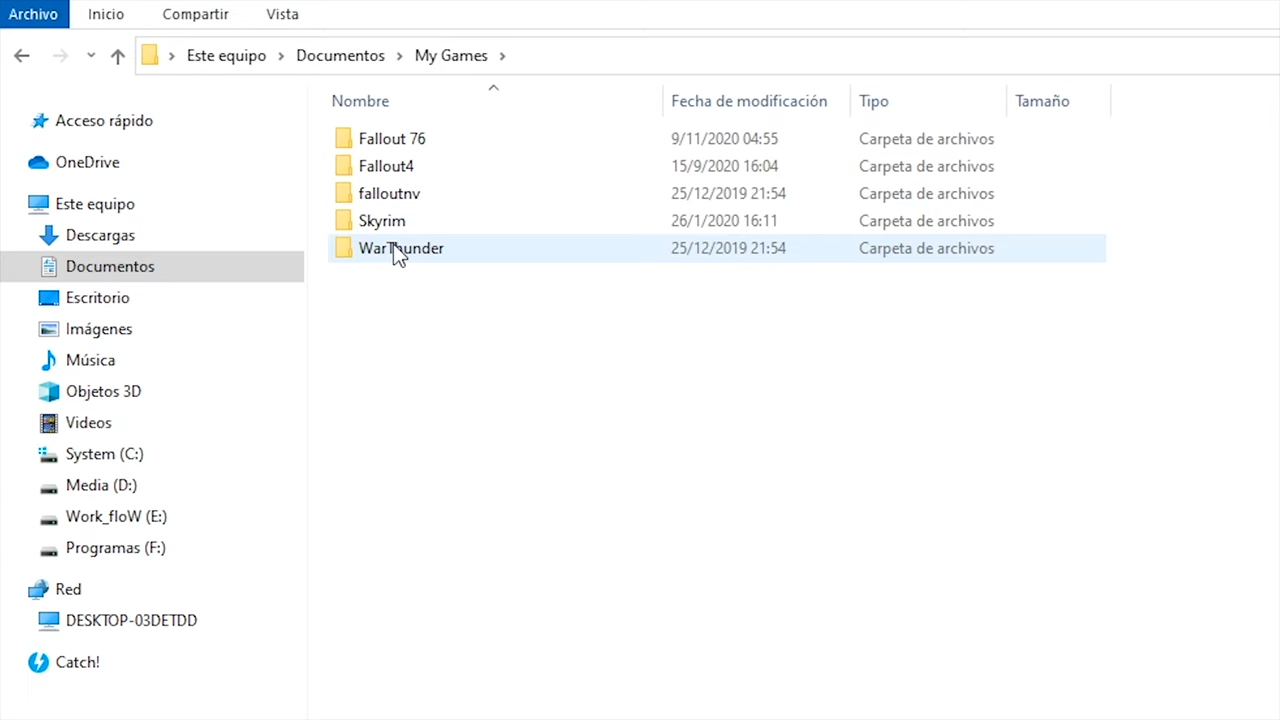 Archivo Inicio Compartir Vista
Este equipo Documentos My Games
Nombre Fecha de modificación Tipo Tamaño
Fallout 76 9/11/2020 04:55 Carpeta de archivos
Fallout4 15/9/2020 16:04 Carpeta de archivos
falloutnv 25/12/2019 21:54 Carpeta de archivos
Skyrim 26/1/2020 16:11 Carpeta de archivos
WarThunder 25/12/2019 21:54 Carpeta de archivos
Acceso rápido
OneDrive
Este equipo
Descargas
Documentos
Escritorio
Imágenes
Música
Objetos 3D
Videos
System (C:)
Media (D:)
Work_floW (E:)
Programas (F:)
Red
DESKTOP-03DETDD
Catch!